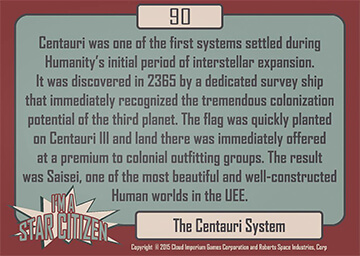 90
Centauri was one of the first systems settled during
Humanity's initial period of interstellar expansion.
It was discovered in 2365 by a dedicated survey ship
that immediately recognized the tremendous colonization
potential of the third planet. The flag was quickly planted
on Centauri III and land there was immediately offered
at a premium to colonial outfitting groups. The result
was Saisei, one of the most beautiful and well-constructed
Human worlds in the UEE.
I'M A
STAR CITIZEN
The Centauri System
Copyright © 2015 Cloud Imperium Games Corporation and Roberts Space Industries, Corp